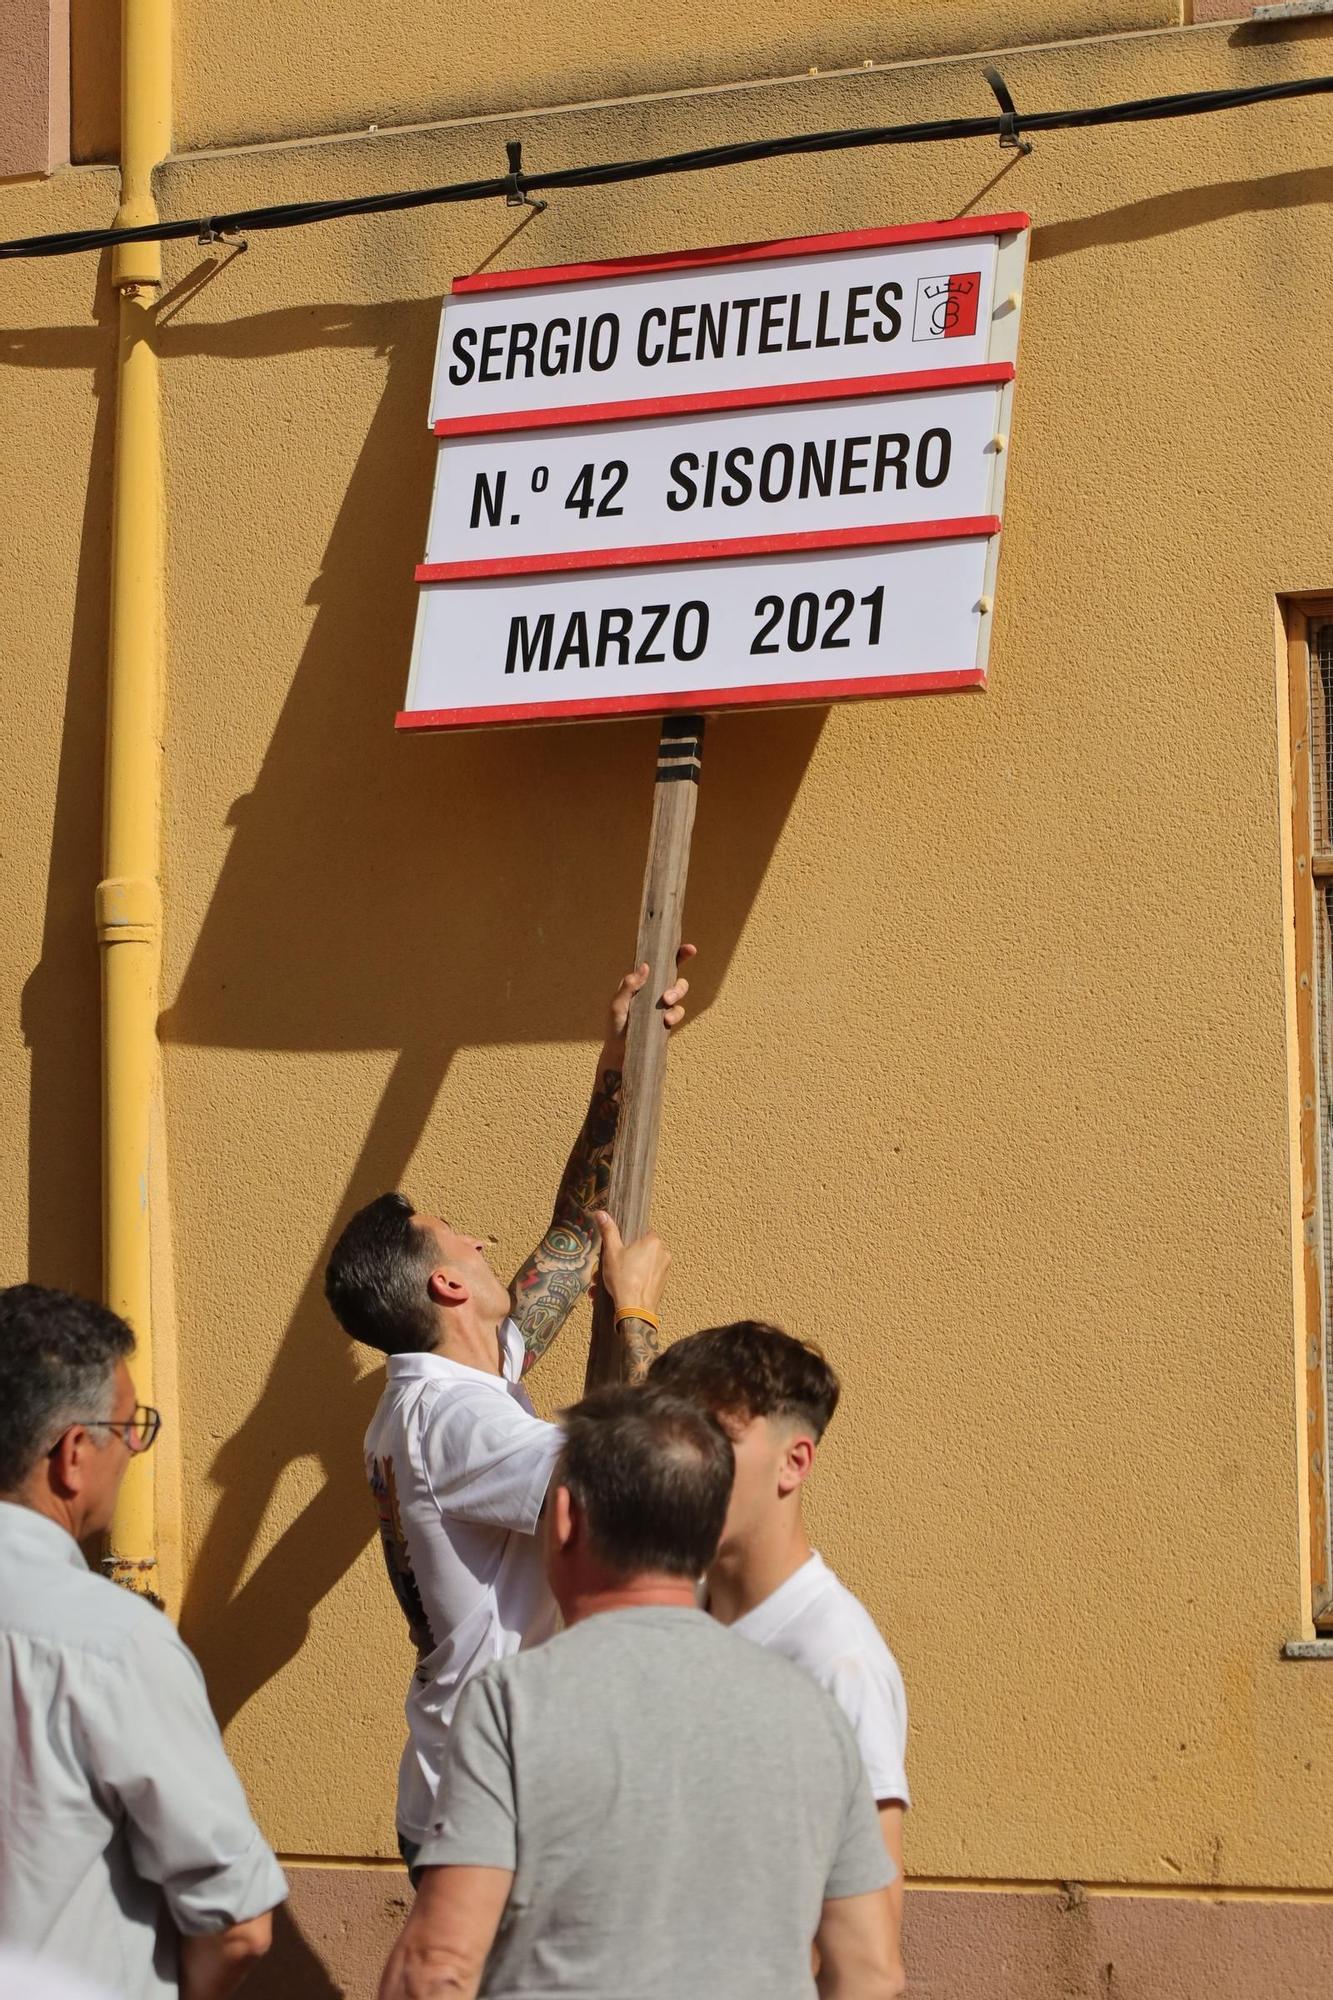 SERGIO CENTELLES
N.º 42 SISONERO
MARZO 2021